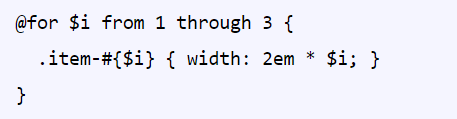 @for $i from 1 through 3 {
  .item-#{$i} { width: 2em * $i; }
}